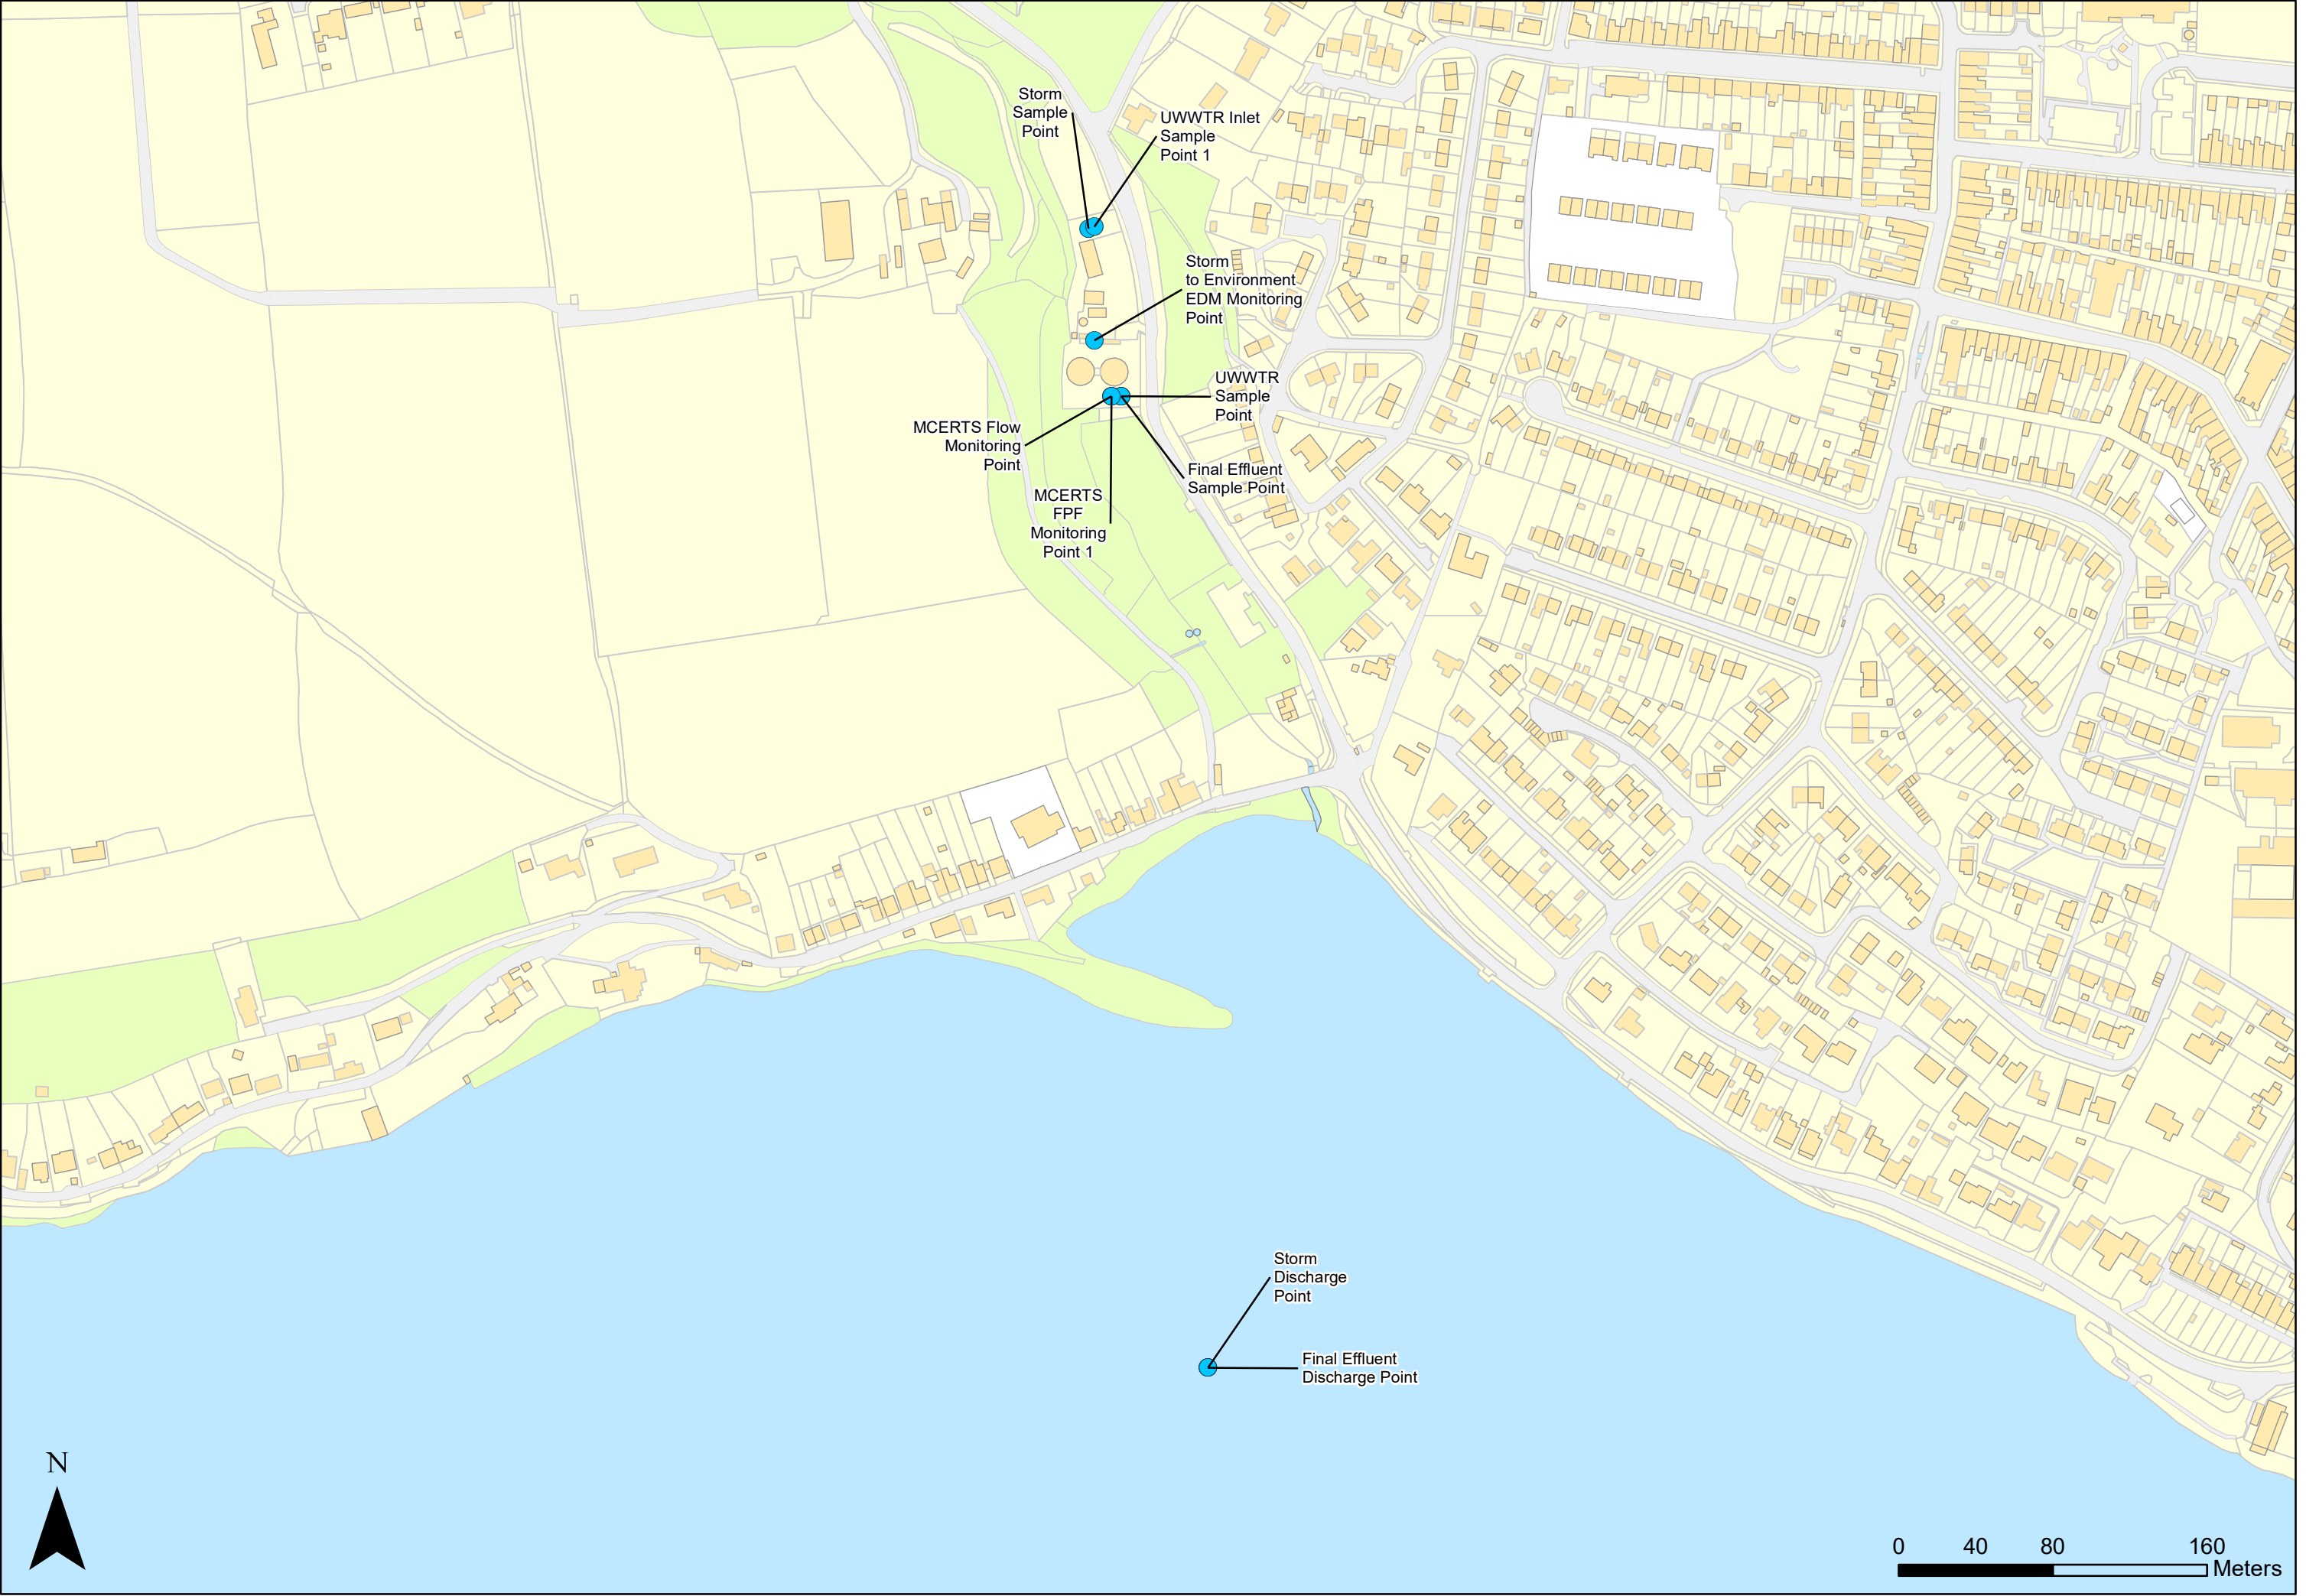 Storm
Sample
Point
UWWTR Inlet
Sample
Point 1
Storm
to Environment
EDM Monitoring
Point
UWWTR
Sample
Point
MCERTS Flow
Monitoring
Point
Final Effluent
Sample Point
MCERTS
FPF
Monitoring
Point 1
Storm
Discharge
Point
Final Effluent
Discharge Point
N
0 40 80 160
Meters